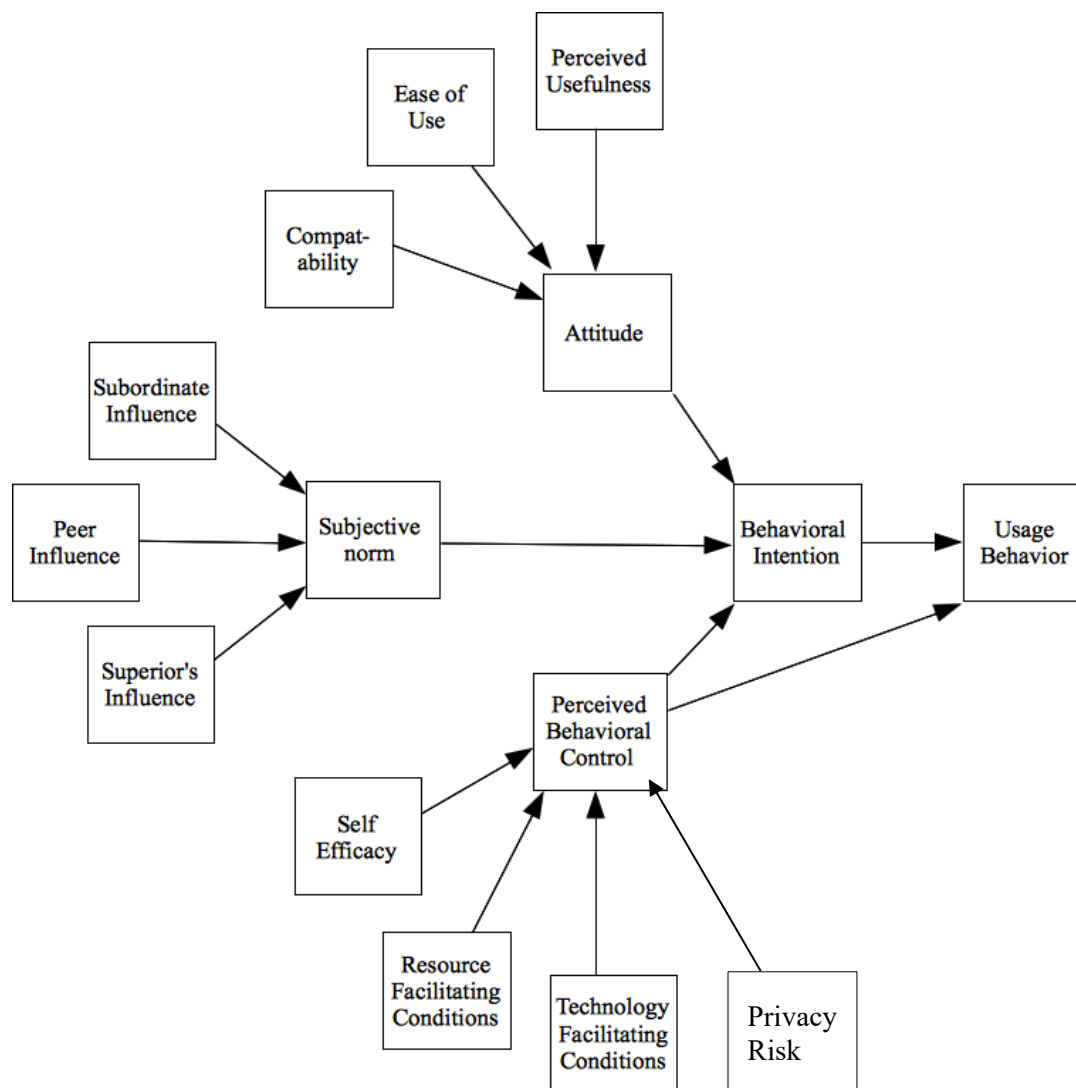 Perceived
Usefulness
Ease of
Use
Compat-
ability
Attitude
Subordinate
Influence
Peer
Influence
Subjective
norm
Behavioral
Intention
Usage
Behavior
Superior's
Influence
Perceived
Behavioral
Control
Self
Efficacy
Resource
Facilitating
Conditions
Technology
Facilitating
Conditions
Privacy
Risk